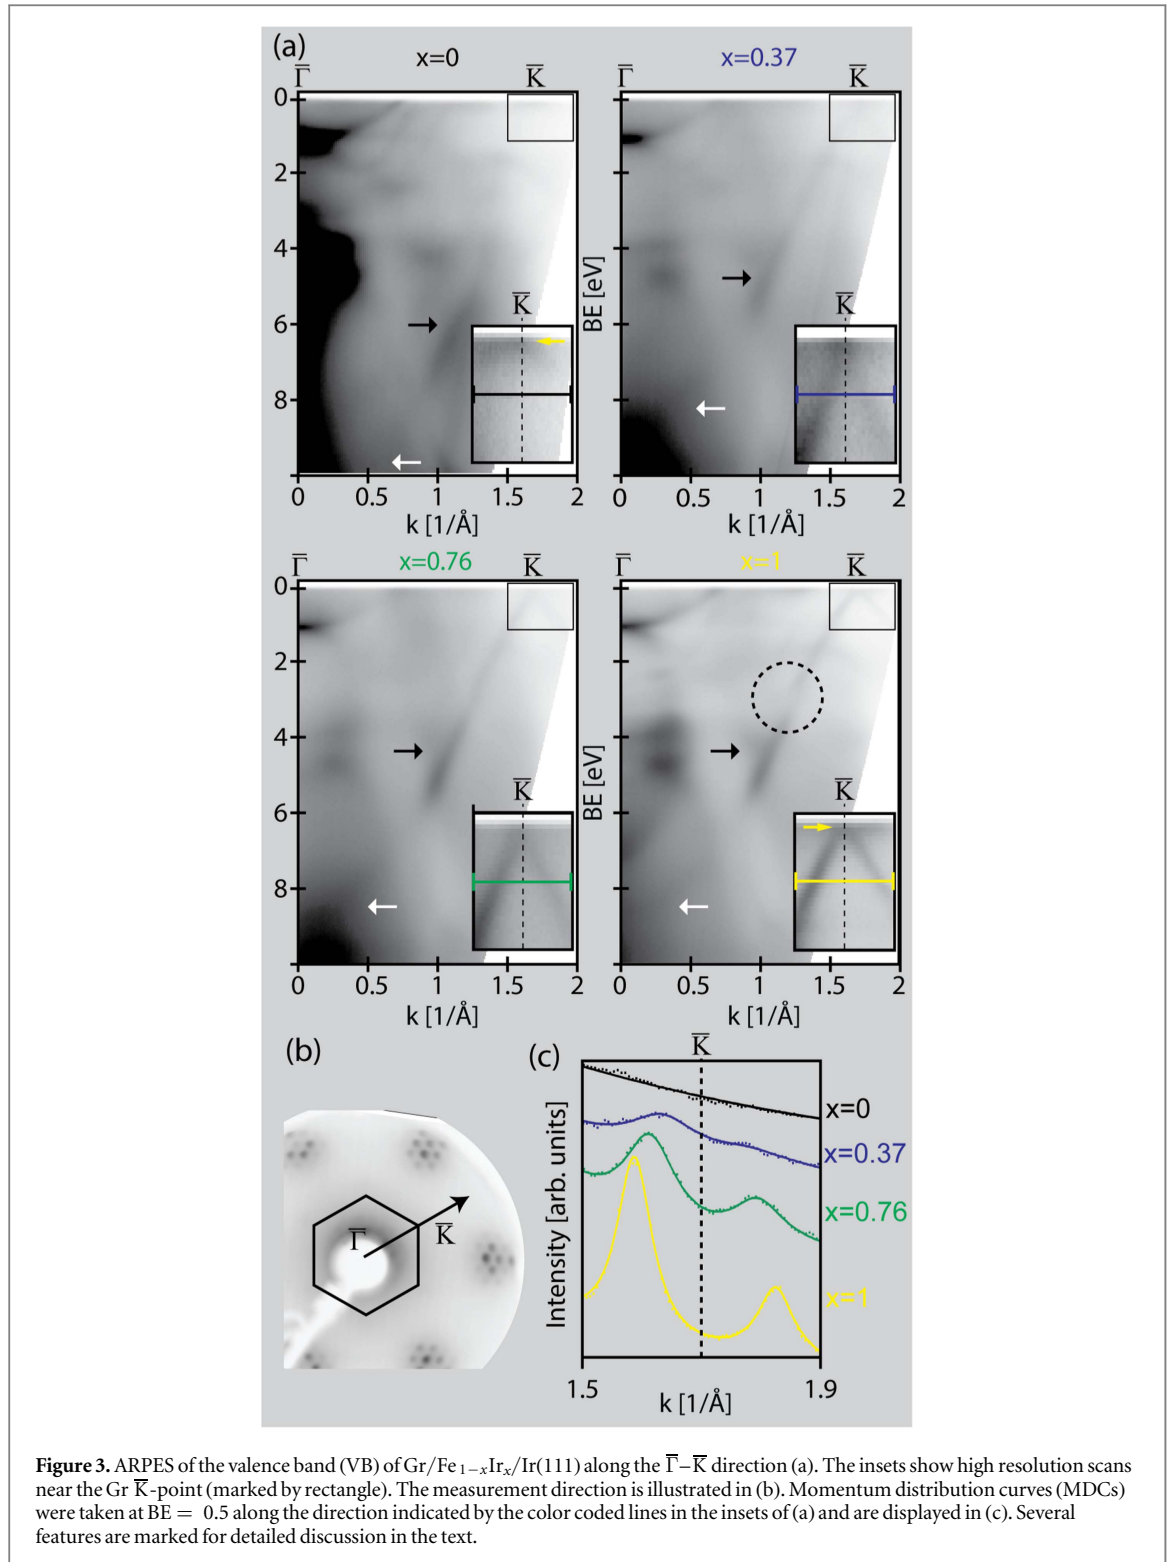 (a)
x=0
x=0.37
Γ̅
K̅
Γ̅
K̅
0
2
4
6
8
BE [eV]
K̅
K̅
0
0.5
1
1.5
2
0
0.5
1
1.5
2
k [1/Å]
k [1/Å]
x=0.76
x=1
Γ̅
K̅
Γ̅
K̅
0
2
4
6
8
BE [eV]
K̅
K̅
0
0.5
1
1.5
2
0
0.5
1
1.5
2
k [1/Å]
k [1/Å]
(b)
Γ̅
K̅
(c)
K̅
Intensity [arb. units]
x=0
x=0.37
x=0.76
x=1
1.5
1.9
k [1/Å]
Figure 3. ARPES of the valence band (VB) of Gr/Fe₁₋ₓIrₓ/Ir(111) along the Γ̅–K̅ direction (a). The insets show high resolution scans
near the Gr K̅-point (marked by rectangle). The measurement direction is illustrated in (b). Momentum distribution curves (MDCs)
were taken at BE = 0.5 along the direction indicated by the color coded lines in the insets of (a) and are displayed in (c). Several
features are marked for detailed discussion in the text.